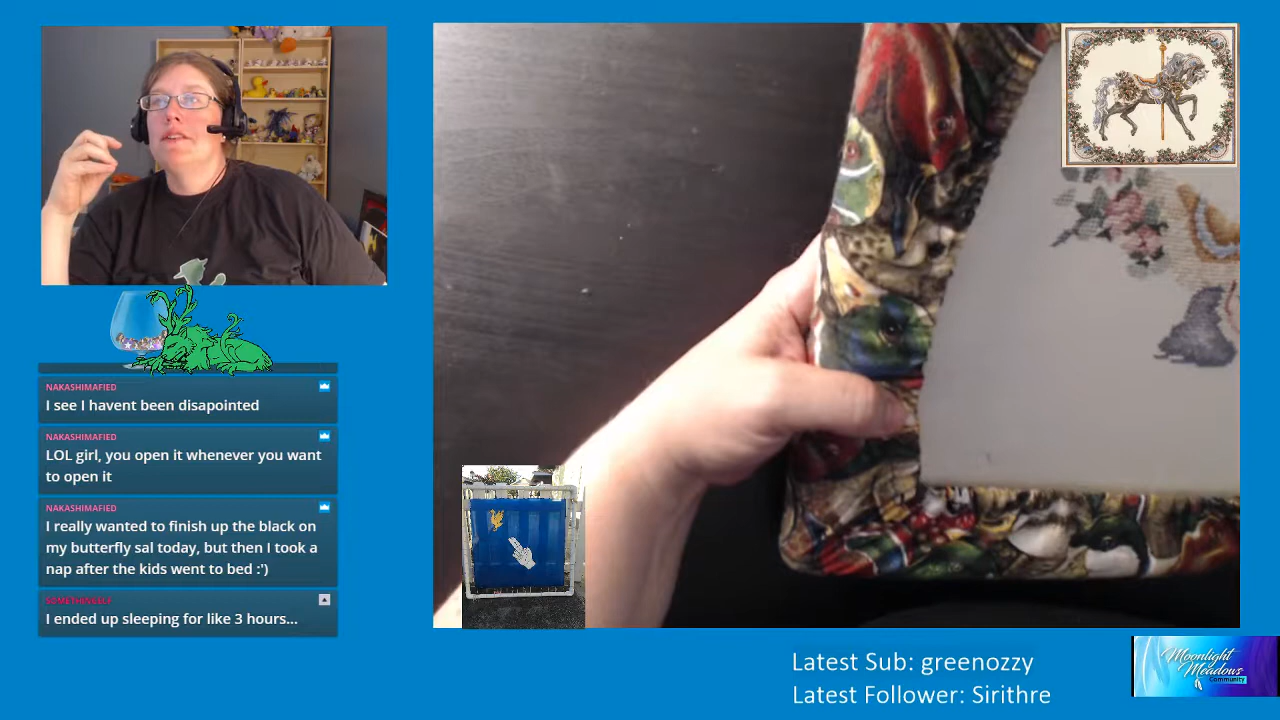 NAKASHIMAFIED
I see I havent been disapointed
NAKASHIMAFIED
LOL girl, you open it whenever you
want to open it
NAKASHIMAFIED
I really wanted to finish up the black on
my butterfly sal today, but then I took a
nap after the kids went to bed :')
SOMETHINGELF
I ended up sleeping for like 3 hours...
Latest Sub: greenozzy
Latest Follower: Sirithre
Moonlight
Meadows
Community